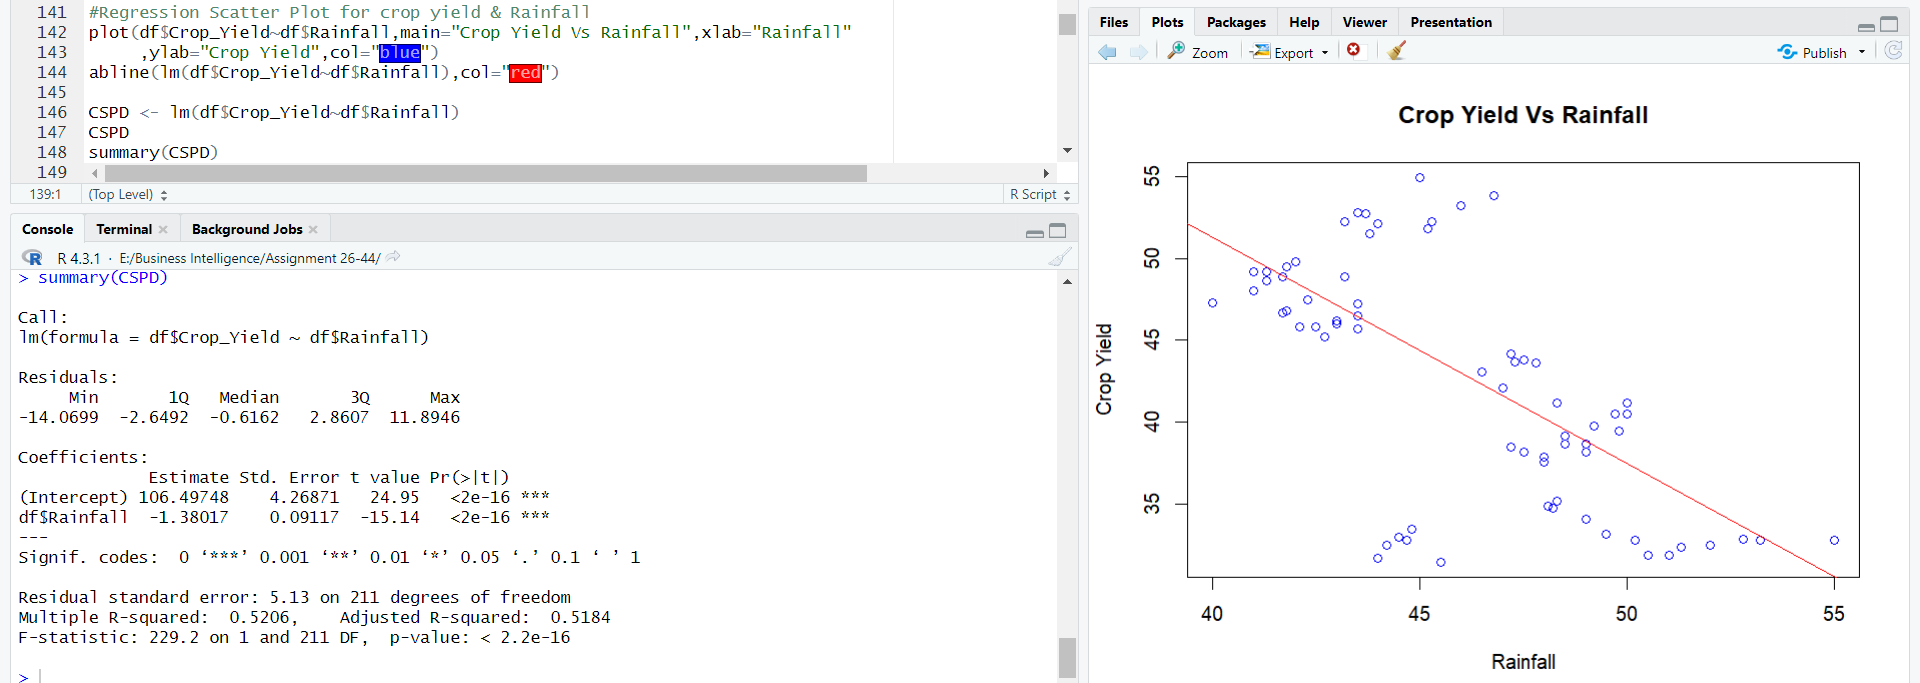 141 #Regression Scatter Plot for crop yield & Rainfall
142 plot(df$Crop_Yield~df$Rainfall,main="Crop Yield Vs Rainfall",xlab="Rainfall"
143 ,ylab="Crop Yield",col="blue")
144 abline(lm(df$Crop_Yield~df$Rainfall),col="red")
145
146 CSPD <- lm(df$Crop_Yield~df$Rainfall)
147 CSPD
148 summary(CSPD)
149
139:1 (Top Level) R Script
Console Terminal Background Jobs
R R 4.3.1 · E:/Business Intelligence/Assignment 26-44/
> summary(CSPD)
Call:
lm(formula = df$Crop_Yield ~ df$Rainfall)
Residuals:
Min 1Q Median 3Q Max
-14.0699 -2.6492 -0.6162 2.8607 11.8946
Coefficients:
Estimate Std. Error t value Pr(>|t|)
(Intercept) 106.49748 4.26871 24.95 <2e-16 ***
df$Rainfall -1.38017 0.09117 -15.14 <2e-16 ***
---
Signif. codes: 0 ‘***’ 0.001 ‘**’ 0.01 ‘*’ 0.05 ‘.’ 0.1 ‘ ’ 1
Residual standard error: 5.13 on 211 degrees of freedom
Multiple R-squared: 0.5206, Adjusted R-squared: 0.5184
F-statistic: 229.2 on 1 and 211 DF, p-value: < 2.2e-16
>
Files Plots Packages Help Viewer Presentation
Zoom Export Publish
Crop Yield Vs Rainfall
55
50
45
40
35
Crop Yield
40 45 50 55
Rainfall